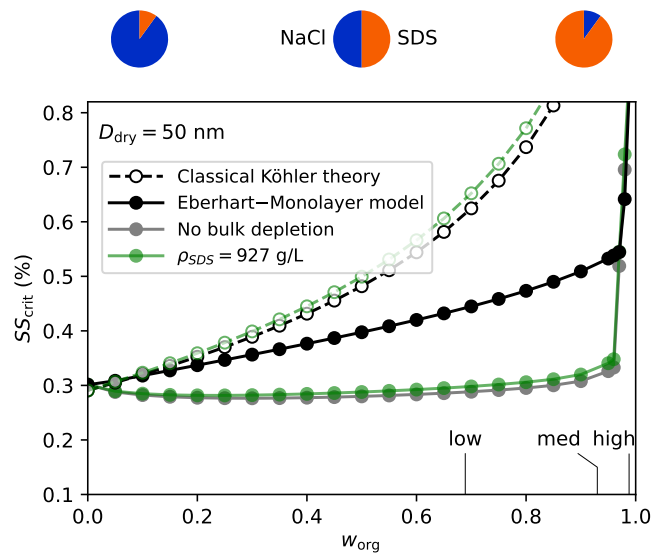 NaCl SDS
0.8
D_dry = 50 nm
0.7
Classical Köhler theory
Eberhart−Monolayer model
No bulk depletion
ρ_SDS = 927 g/L
0.6
0.5
0.4
0.3
0.2
0.1
SS_crit (%)
low med high
0.0 0.2 0.4 0.6 0.8 1.0
w_org